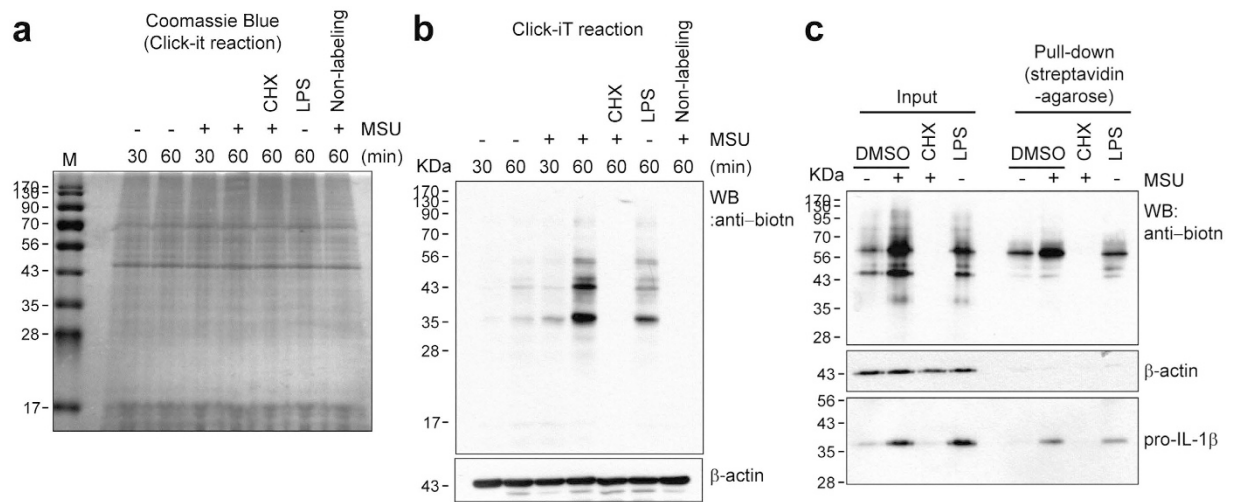 a
Coomassie Blue
(Click-it reaction)
CHX
LPS
Non-labeling
- - + + + - + MSU
M 30 60 30 60 60 60 60 (min)
170
130
90
70
56
43
35
28
17
b
Click-iT reaction
CHX
LPS
Non-labeling
- - + + + - + MSU
KDa 30 60 30 60 60 60 60 (min)
170
130
90
70
56
43
35
28
17
WB
:anti–biotn
43
β-actin
c
Input
Pull-down
(streptavidin
-agarose)
DMSO CHX LPS DMSO CHX LPS
KDa - + + - - + + - MSU
170
130
95
70
56
43
35
28
WB:
anti–biotn
43
β-actin
56
43
35
28
pro-IL-1β